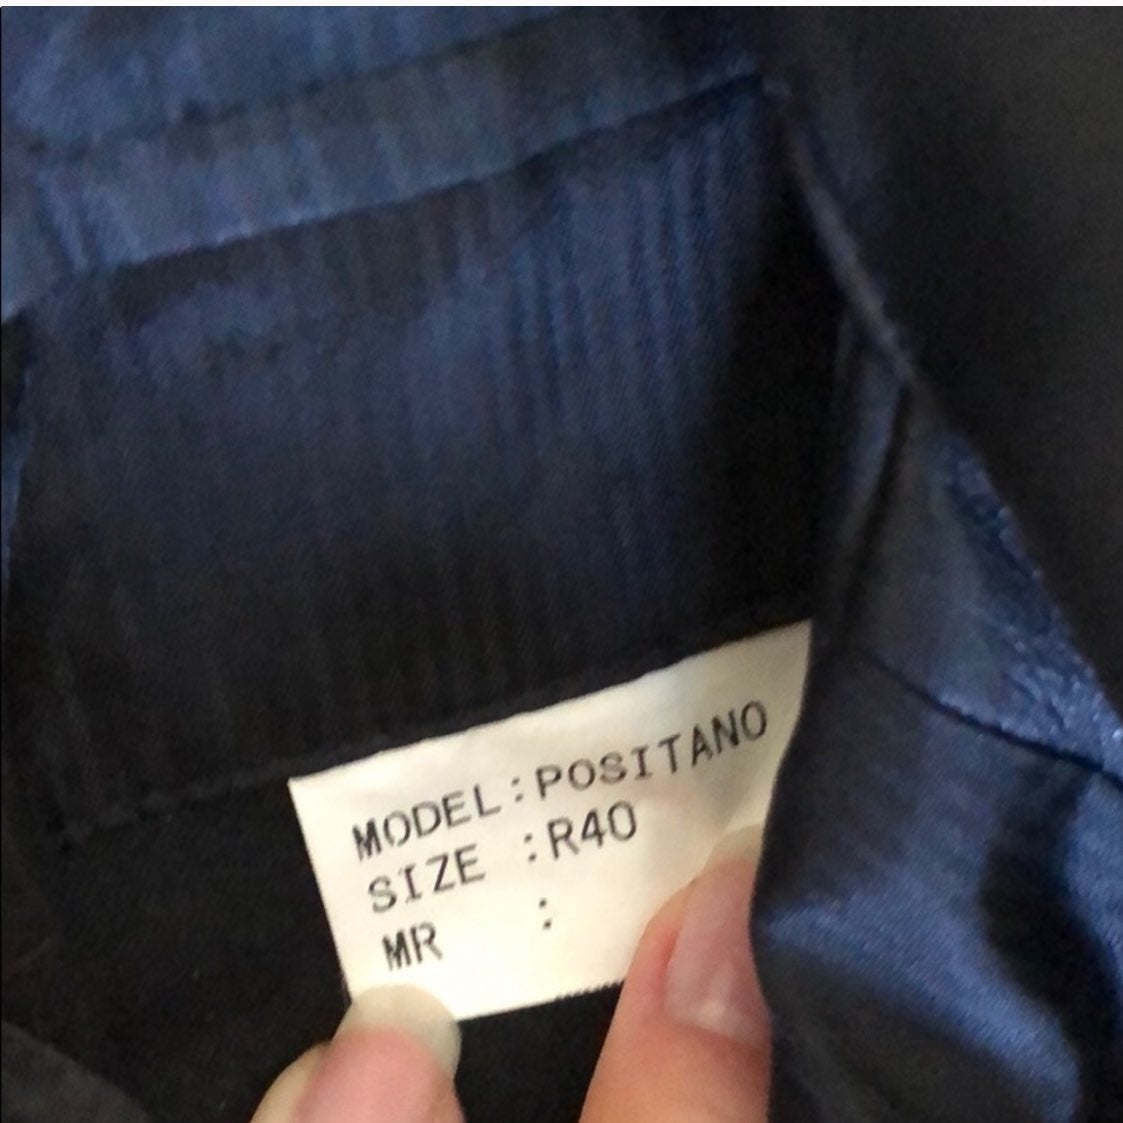 MODEL:POSITANO
SIZE :R40
MR :